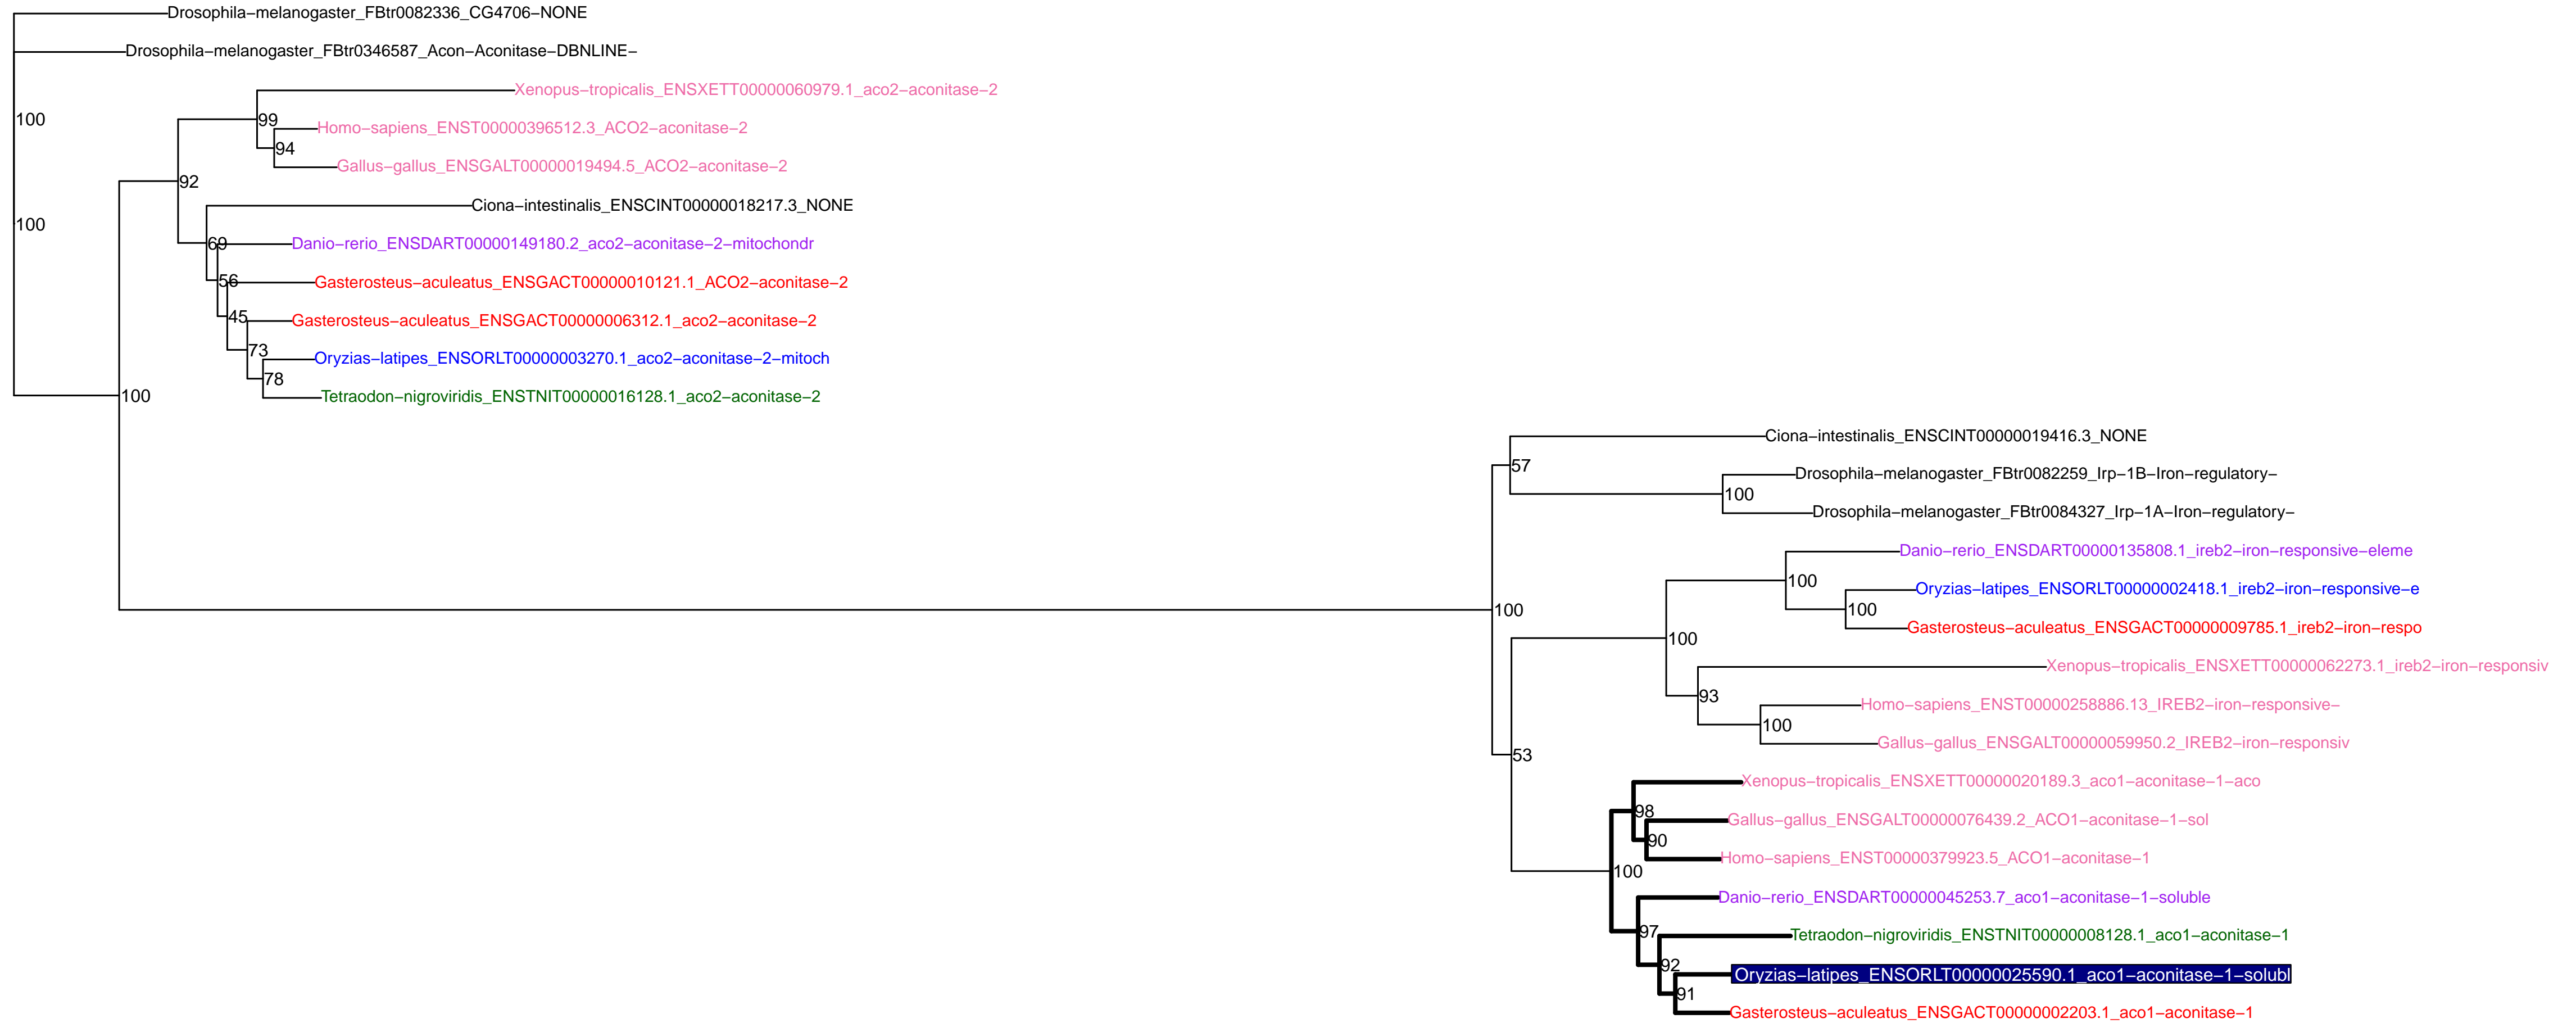 Drosophila−melanogaster_FBtr0082336_CG4706−NONE
Drosophila−melanogaster_FBtr0346587_Acon−Aconitase−DBNLINE−
Xenopus−tropicalis_ENSXETT00000060979.1_aco2−aconitase−2
100
99
Homo−sapiens_ENST00000396512.3_ACO2−aconitase−2
94
Gallus−gallus_ENSGALT00000019494.5_ACO2−aconitase−2
92
Ciona−intestinalis_ENSCINT00000018217.3_NONE
100
69
Danio−rerio_ENSDART00000149180.2_aco2−aconitase−2−mitochondr
56
Gasterosteus−aculeatus_ENSGACT00000010121.1_ACO2−aconitase−2
45
Gasterosteus−aculeatus_ENSGACT00000006312.1_aco2−aconitase−2
73
Oryzias−latipes_ENSORLT00000003270.1_aco2−aconitase−2−mitoch
78
100
Tetraodon−nigroviridis_ENSTNIT00000016128.1_aco2−aconitase−2
Ciona−intestinalis_ENSCINT00000019416.3_NONE
57
Drosophila−melanogaster_FBtr0082259_Irp−1B−Iron−regulatory−
100
Drosophila−melanogaster_FBtr0084327_Irp−1A−Iron−regulatory−
Danio−rerio_ENSDART00000135808.1_ireb2−iron−responsive−eleme
100
Oryzias−latipes_ENSORLT00000002418.1_ireb2−iron−responsive−e
100
100
Gasterosteus−aculeatus_ENSGACT00000009785.1_ireb2−iron−respo
100
Xenopus−tropicalis_ENSXETT00000062273.1_ireb2−iron−responsiv
93
Homo−sapiens_ENST00000258886.13_IREB2−iron−responsive−
100
Gallus−gallus_ENSGALT00000059950.2_IREB2−iron−responsiv
53
Xenopus−tropicalis_ENSXETT00000020189.3_aco1−aconitase−1−aco
98
Gallus−gallus_ENSGALT00000076439.2_ACO1−aconitase−1−sol
90
Homo−sapiens_ENST00000379923.5_ACO1−aconitase−1
100
Danio−rerio_ENSDART00000045253.7_aco1−aconitase−1−soluble
97
Tetraodon−nigroviridis_ENSTNIT00000008128.1_aco1−aconitase−1
92
Oryzias−latipes_ENSORLT00000025590.1_aco1−aconitase−1−solubl
91
Gasterosteus−aculeatus_ENSGACT00000002203.1_aco1−aconitase−1